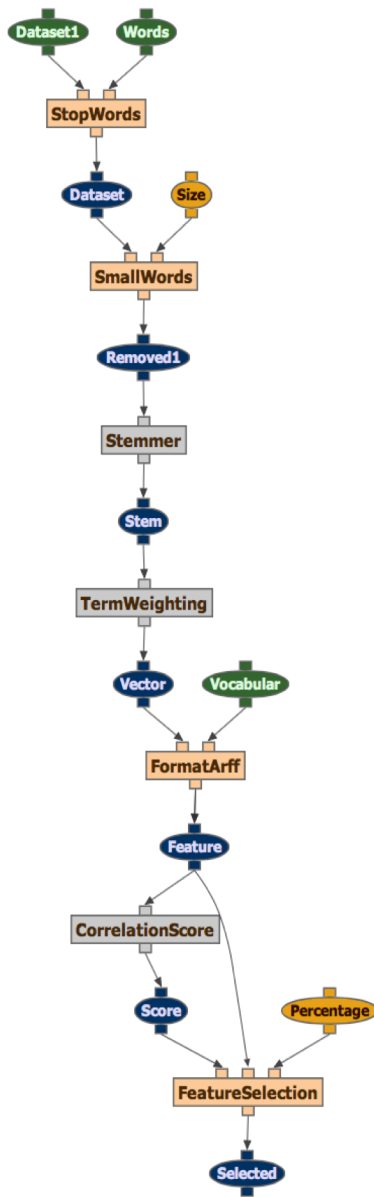 Dataset1
Words
StopWords
Dataset
Size
SmallWords
Removed1
Stemmer
Stem
TermWeighting
Vector
Vocabular
FormatArff
Feature
CorrelationScore
Score
Percentage
FeatureSelection
Selected